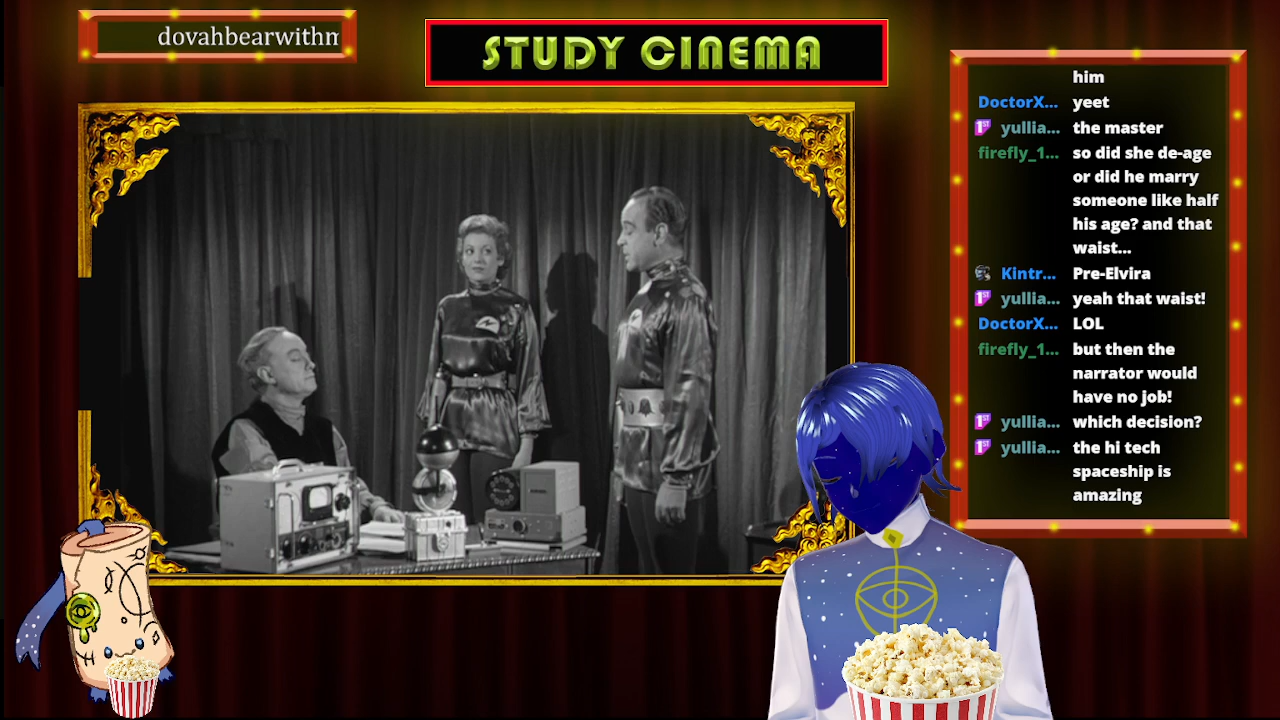 dovahbearwithm
STUDY CINEMA
him
DoctorX... yeet
yullia... the master
firefly_1... so did she de-age
or did he marry
someone like half
his age? and that
waist...
Kintr... Pre-Elvira
yullia... yeah that waist!
DoctorX... LOL
firefly_1... but then the
narrator would
have no job!
yullia... which decision?
yullia... the hi tech
spaceship is
amazing